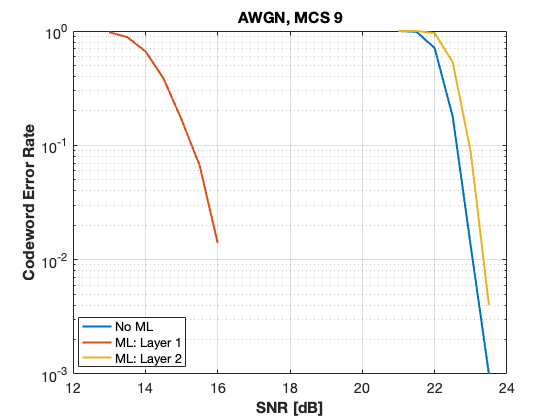 AWGN, MCS 9
Codeword Error Rate
10^0
10^-1
10^-2
10^-3
No ML
ML: Layer 1
ML: Layer 2
12 14 16 18 20 22 24
SNR [dB]